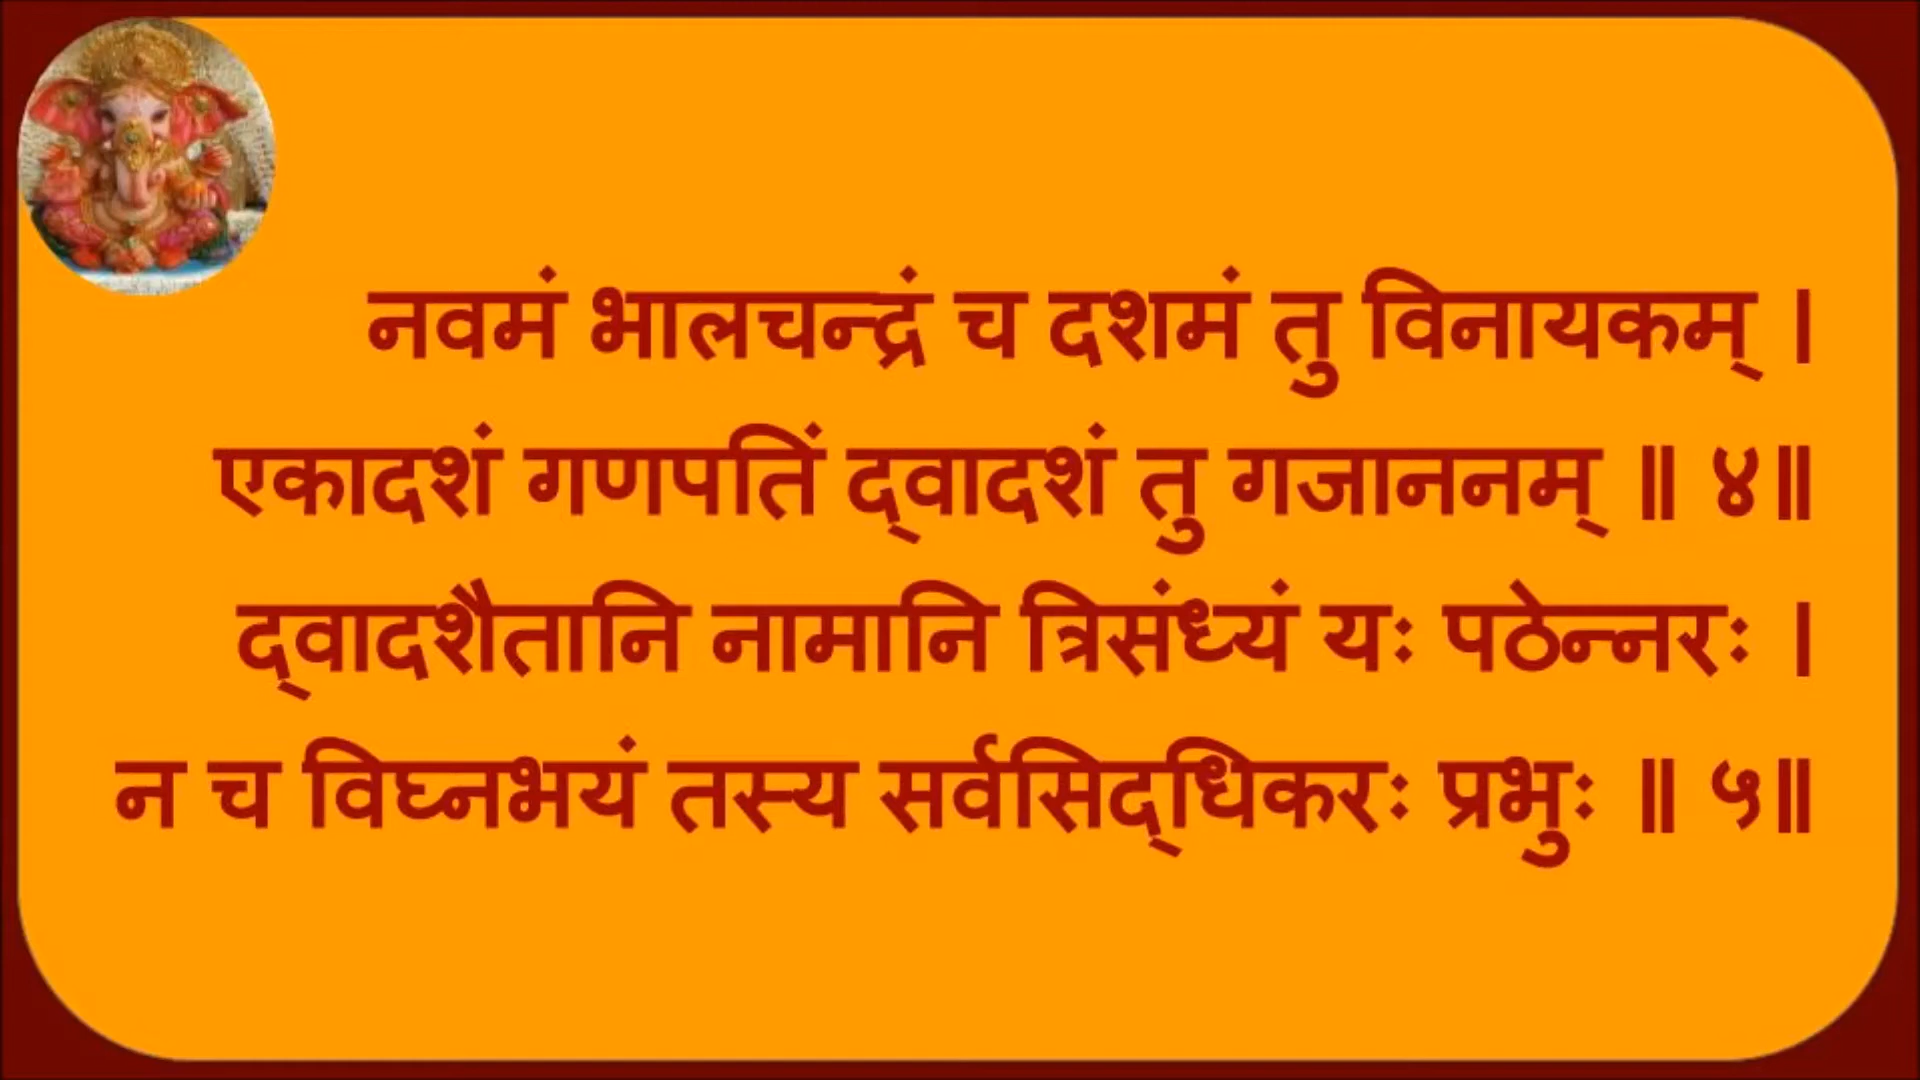 नवमं भालचन्द्रं च दशमं तु विनायकम् ।
एकादशं गणपतिं द्‌वादशं तु गजाननम् ॥ ४॥
द्‌वादशैतानि नामानि त्रिसंध्यं यः पठेन्नरः ।
न च विघ्नभयं तस्य सर्वसिद्‌धिकरः प्रभुः ॥ ५॥